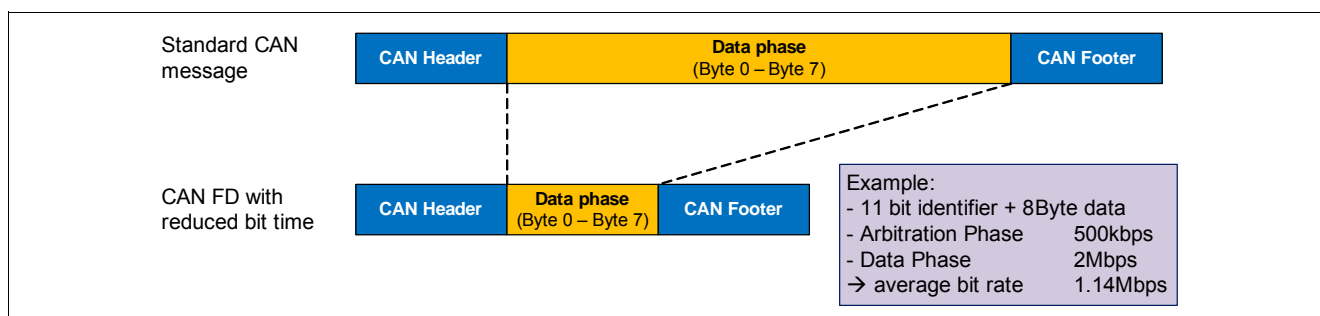 Standard CAN
message
CAN Header
Data phase
(Byte 0 – Byte 7)
CAN Footer
CAN FD with
reduced bit time
CAN Header
Data phase
(Byte 0 – Byte 7)
CAN Footer
Example:
- 11 bit identifier + 8Byte data
- Arbitration Phase 500kbps
- Data Phase 2Mbps
→ average bit rate 1.14Mbps